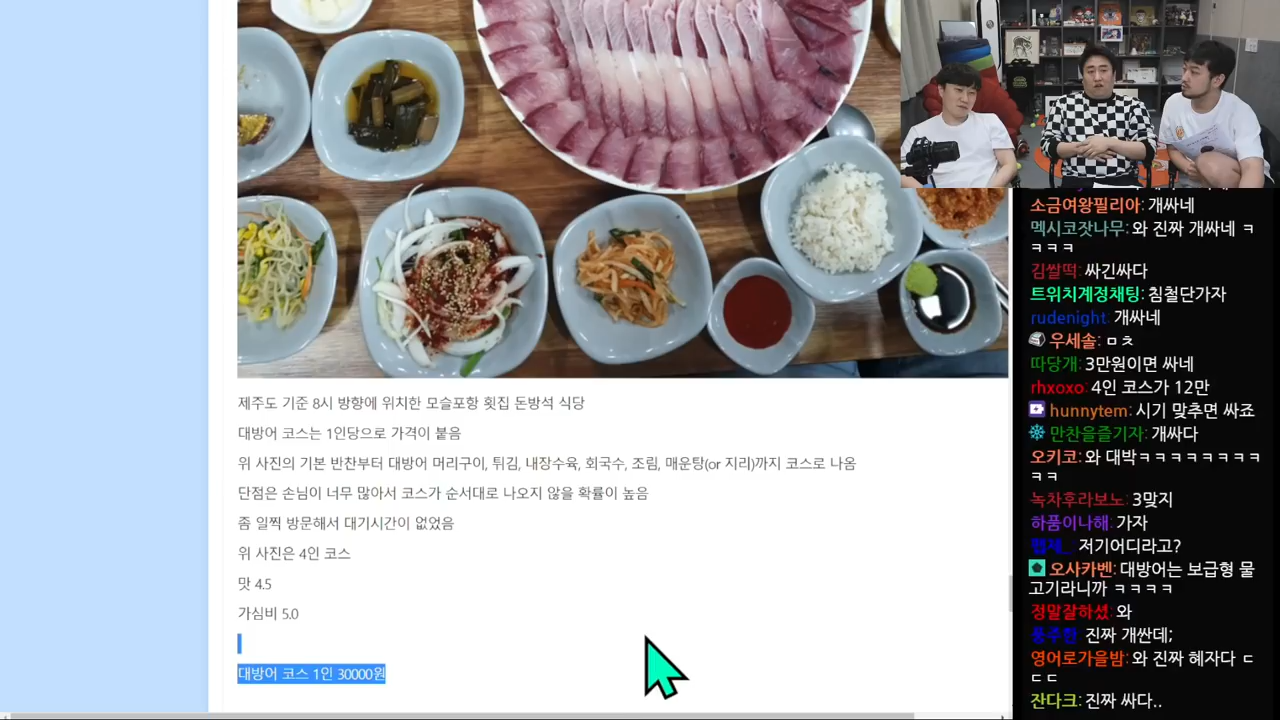 제주도 기준 8시 방향에 위치한 모슬포항 횟집 돈방석 식당
대방어 코스는 1인당으로 가격이 붙음
위 사진의 기본 반찬부터 대방어 머리구이, 튀김, 내장수육, 회국수, 조림, 매운탕(or 지리)까지 코스로 나옴
단점은 손님이 너무 많아서 코스가 순서대로 나오지 않을 확률이 높음
좀 일찍 방문해서 대기시간이 없었음
위 사진은 4인 코스
맛 4.5
가심비 5.0
대방어 코스 1인 30000원
소금여왕필리아: 개싸네
멕시코잣나무: 와 진짜 개싸네 ㅋ
ㅋㅋㅋ
김쌀떡: 싸긴싸다
트위치계정채팅: 침철단가자
rudenight: 개싸네
우세솔: ㅁㅊ
따당개: 3만원이면 싸네
rhxoxo: 4인 코스가 12만
hunnytem: 시기 맞추면 싸죠
만찬을즐기자: 개싸다
오키코: 와 대박ㅋㅋㅋㅋㅋㅋㅋㅋ
ㅋㅋ
녹차후라보노: 3맞지
하품이나해: 가자
저기어디라고?
오사카벤: 대방어는 보급형 물
고기라니까 ㅋㅋㅋㅋ
정말잘하셨: 와
진짜 개싼데;
영어로가을밤: 와 진짜 혜자다 ㄷ
ㄷㄷ
잔다크: 진짜 싸다..